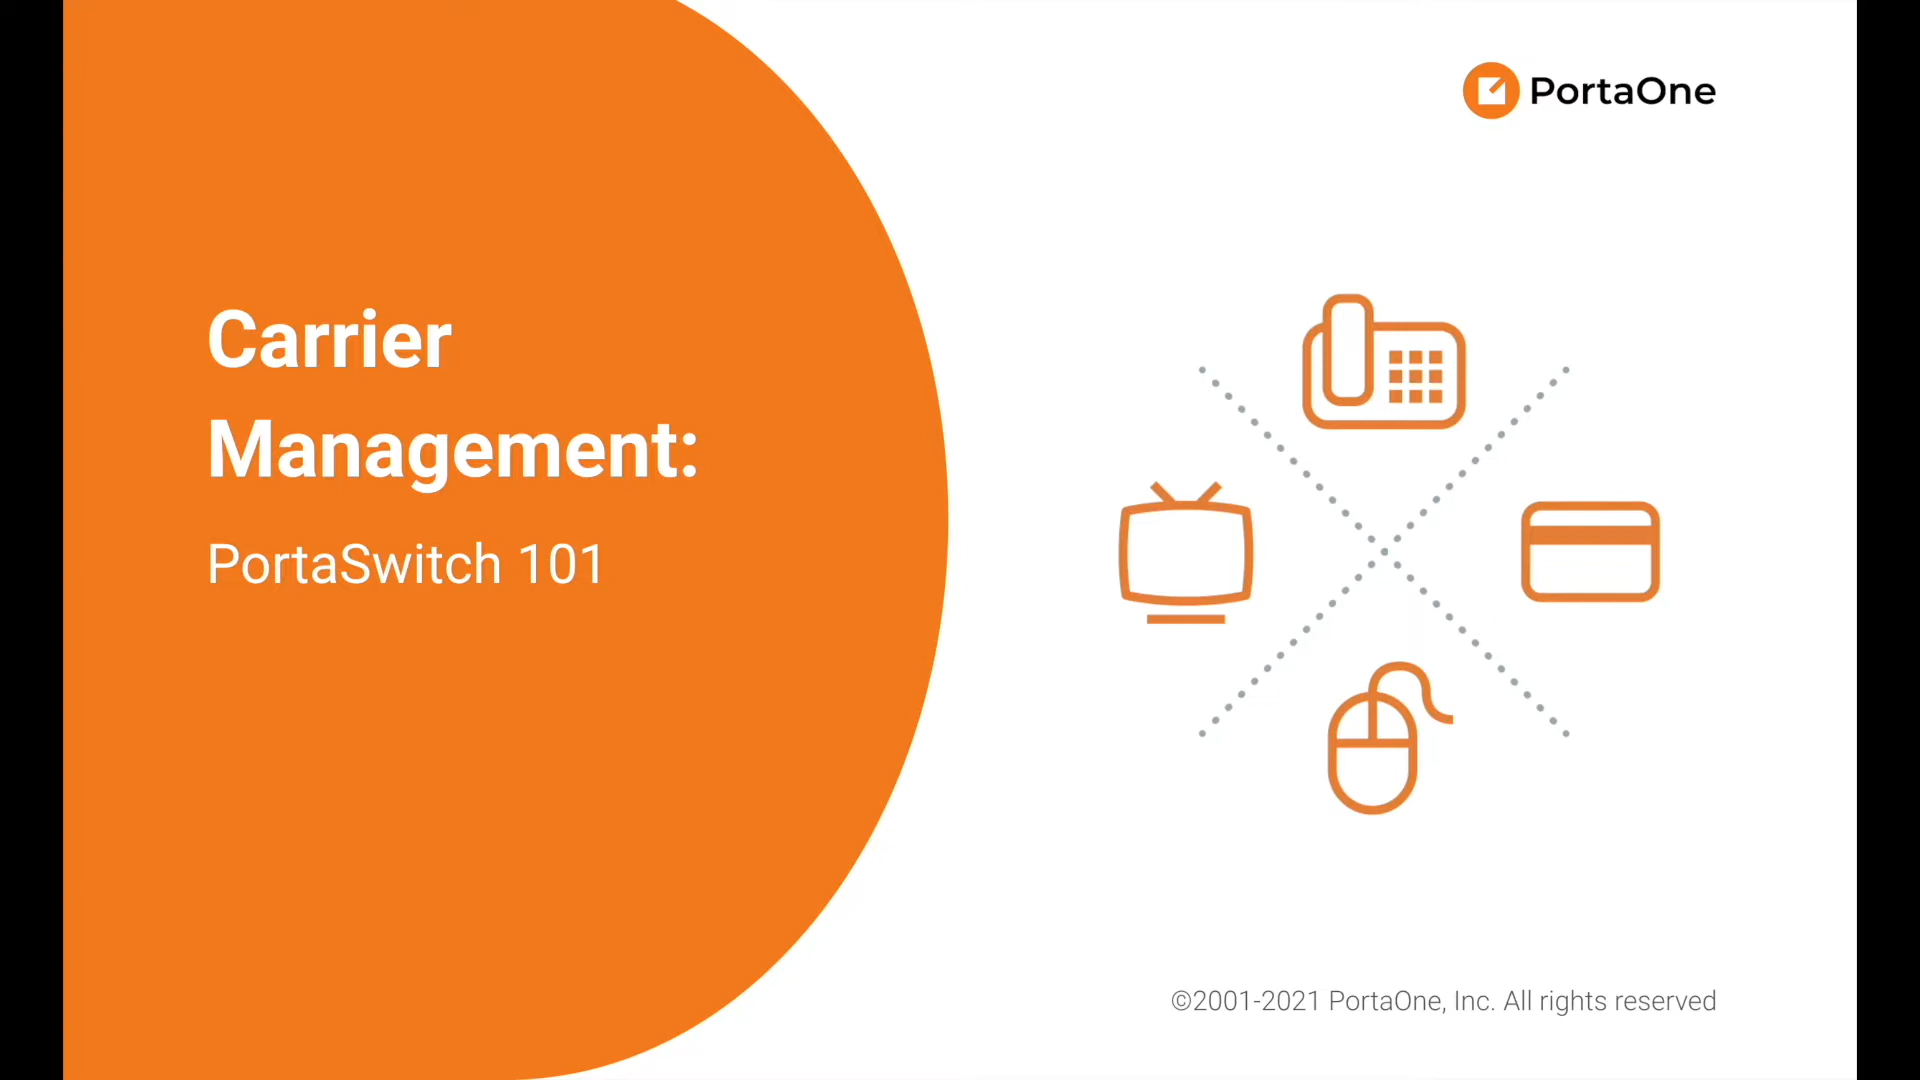 PortaOne
Carrier
Management:
PortaSwitch 101
©2001-2021 PortaOne, Inc. All rights reserved